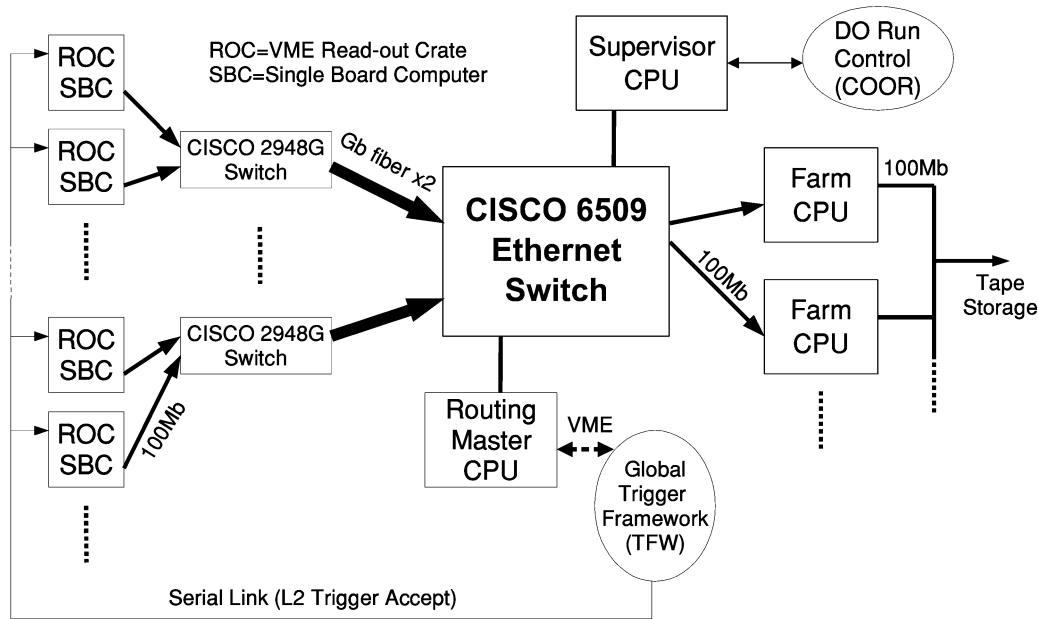 ROC
SBC
ROC=VME Read-out Crate
SBC=Single Board Computer
Supervisor
CPU
DO Run
Control
(COOR)
ROC
SBC
CISCO 2948G
Switch
Gb fiber x2
CISCO 6509
Ethernet
Switch
Farm
CPU
100Mb
100Mb
Farm
CPU
Tape
Storage
ROC
SBC
CISCO 2948G
Switch
ROC
SBC
100Mb
Routing
Master
CPU
VME
Global
Trigger
Framework
(TFW)
Serial Link (L2 Trigger Accept)